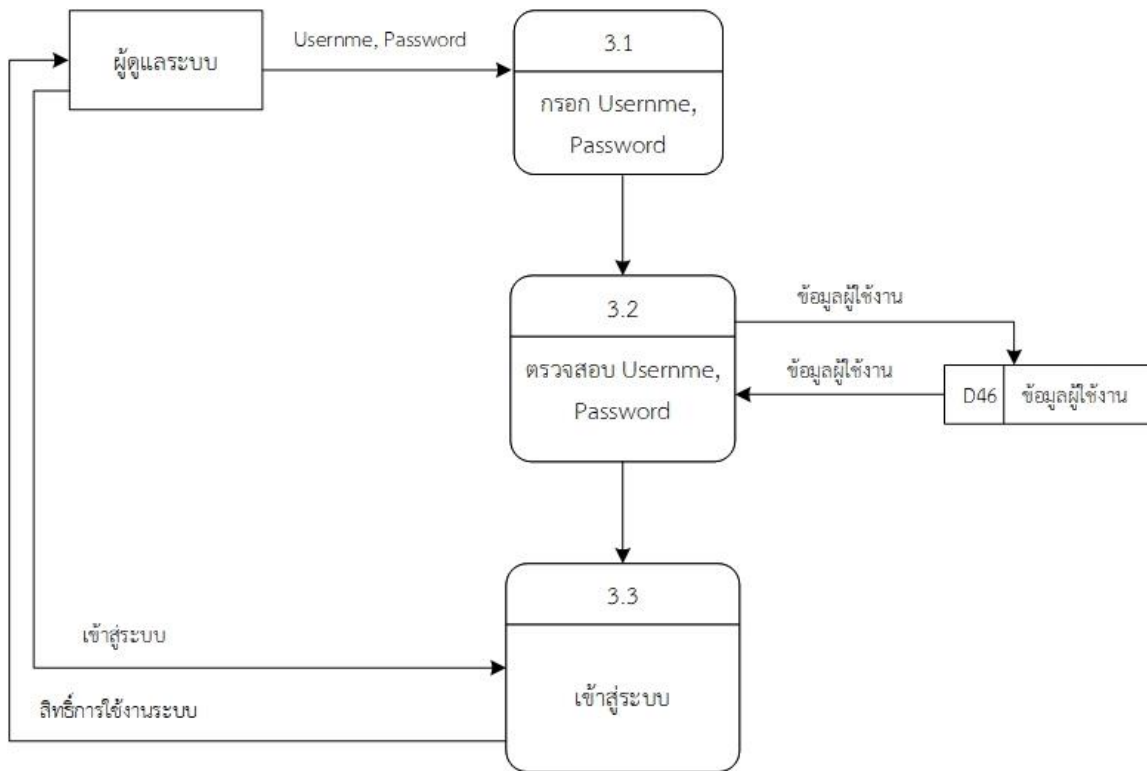 ผู้ดูแลระบบ
Usernme, Password
3.1
กรอก Usernme,
Password
3.2
ตรวจสอบ Usernme,
Password
ข้อมูลผู้ใช้งาน
ข้อมูลผู้ใช้งาน
D46
ข้อมูลผู้ใช้งาน
3.3
เข้าสู่ระบบ
เข้าสู่ระบบ
สิทธิ์การใช้งานระบบ